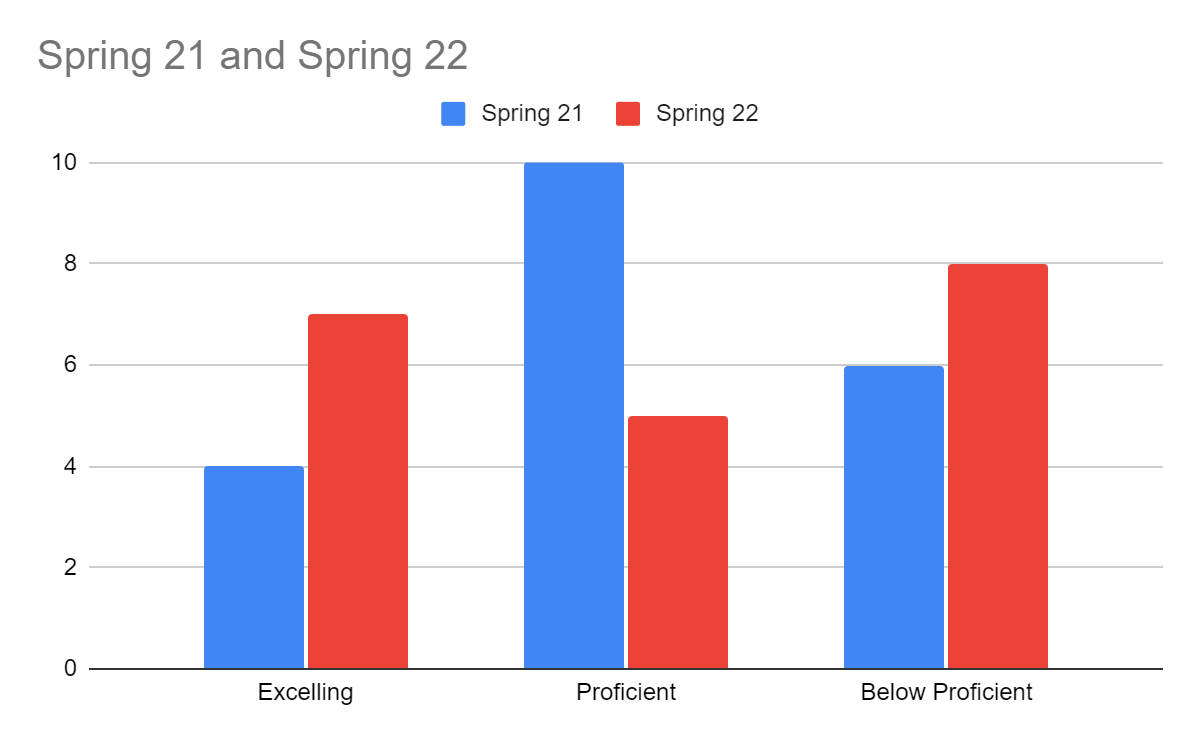 Spring 21 and Spring 22
Spring 21 Spring 22
10
8
6
4
2
0
Excelling Proficient Below Proficient